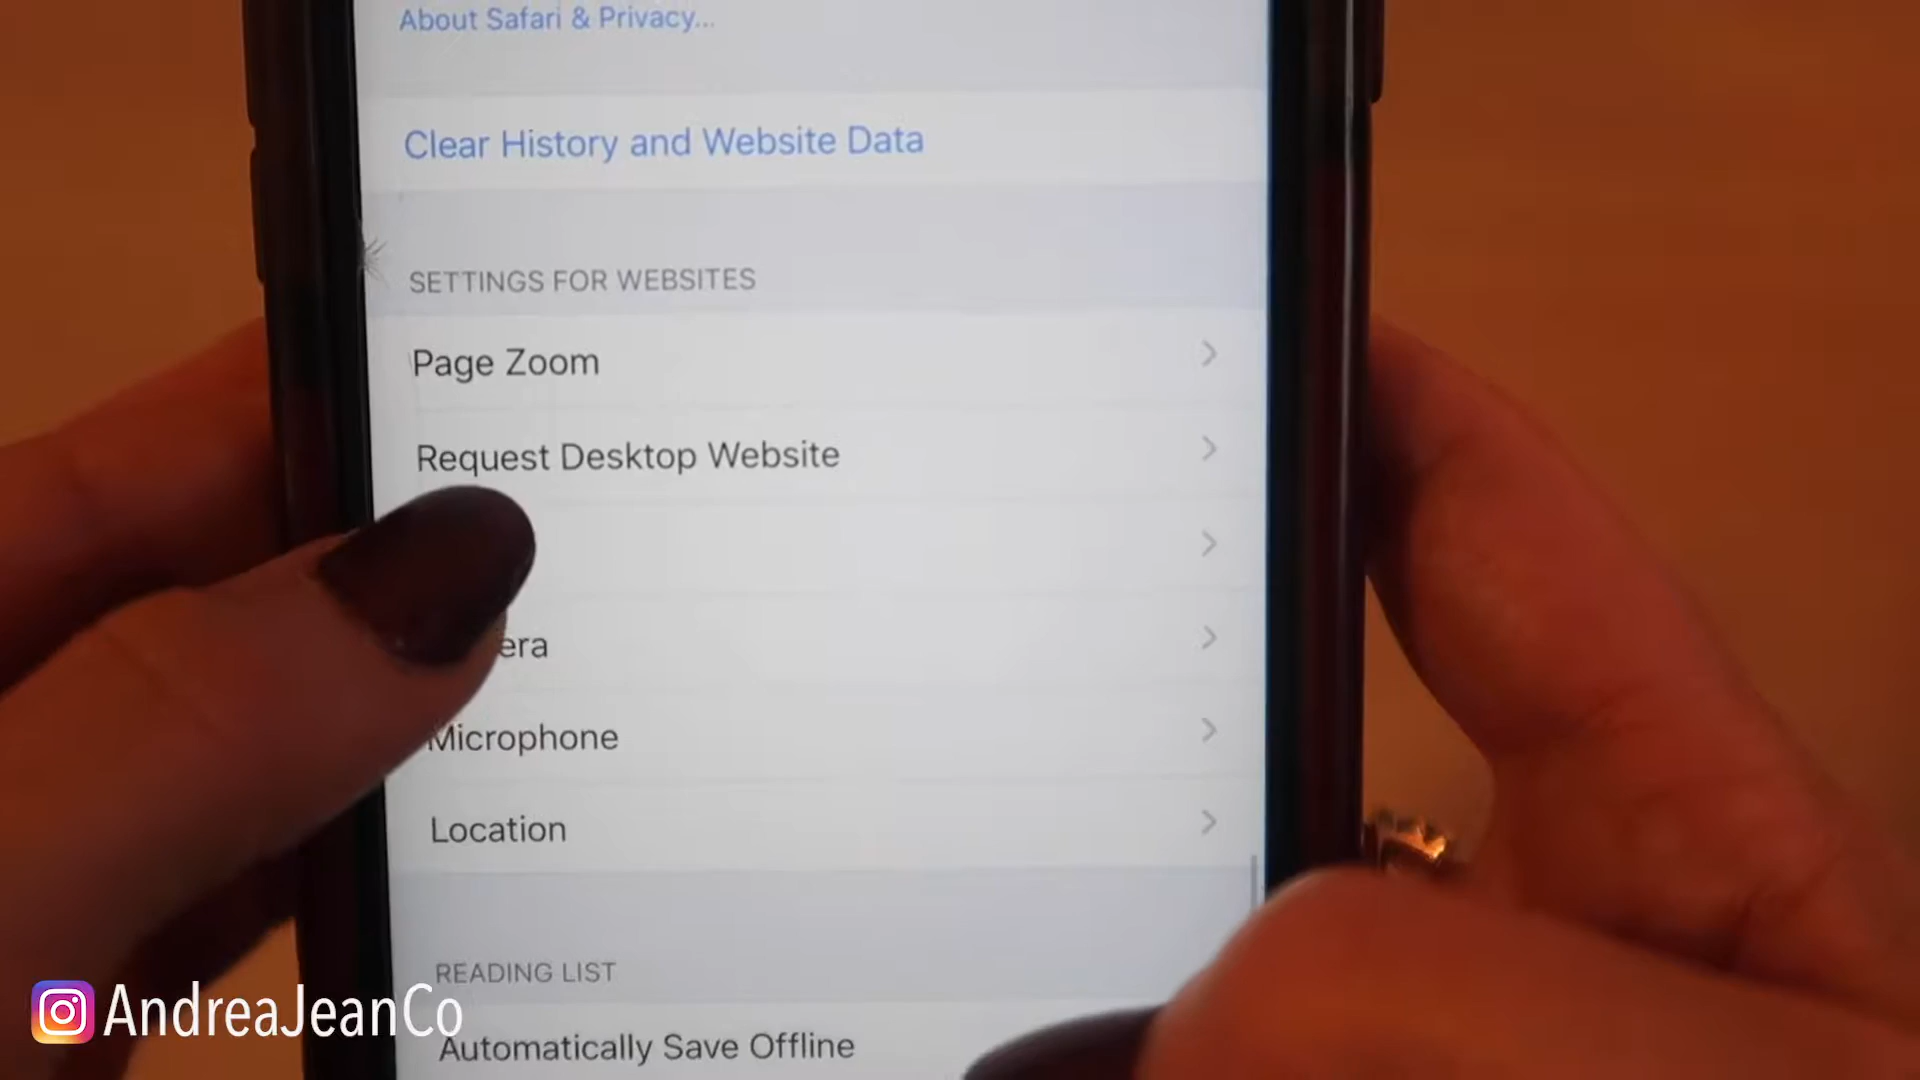 About Safari & Privacy...
Clear History and Website Data
SETTINGS FOR WEBSITES
Page Zoom
Request Desktop Website
era
Microphone
Location
READING LIST
Automatically Save Offline
AndreaJeanCo